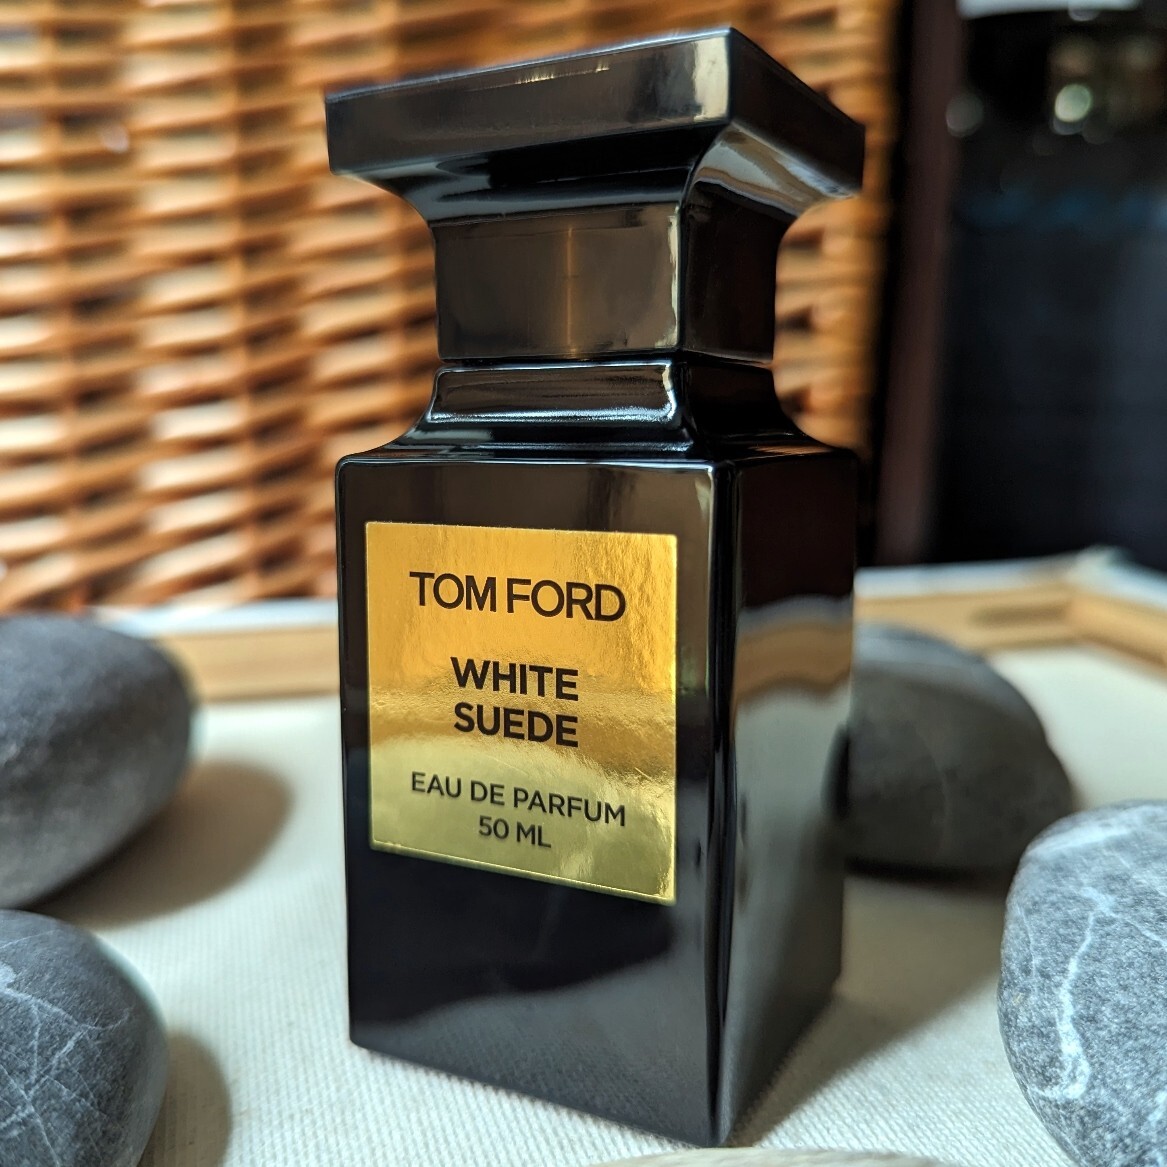 TOM FORD
WHITE
SUEDE
EAU DE PARFUM
50 ML